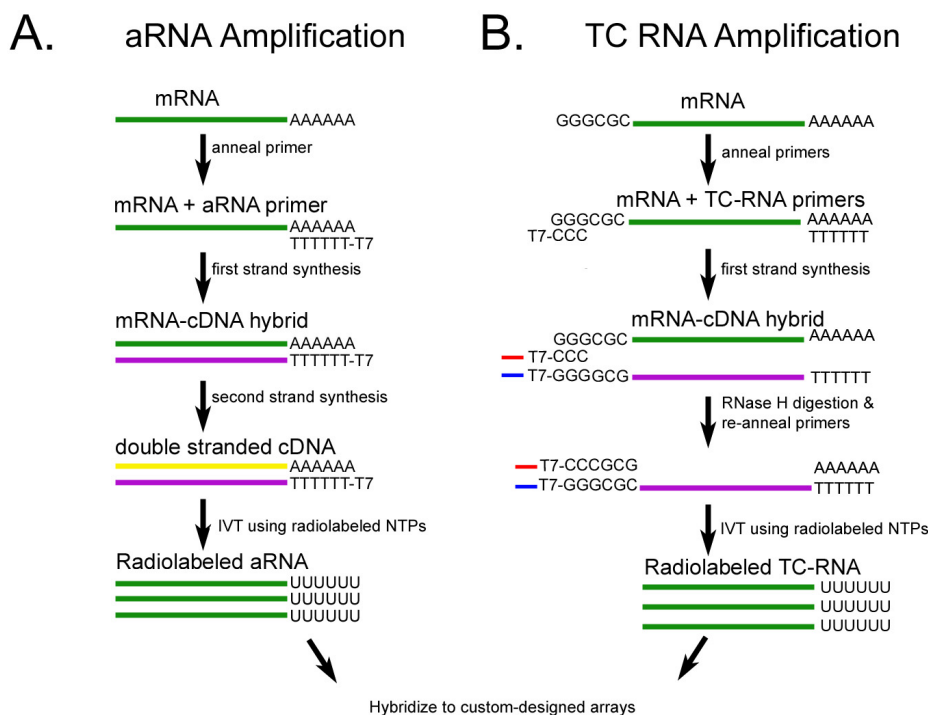 A. aRNA Amplification
mRNA
AAAAAA
anneal primer
mRNA + aRNA primer
AAAAAA
TTTTTT-T7
first strand synthesis
mRNA-cDNA hybrid
AAAAAA
TTTTTT-T7
second strand synthesis
double stranded cDNA
AAAAAA
TTTTTT-T7
IVT using radiolabeled NTPs
Radiolabeled aRNA
UUUUUU
UUUUUU
UUUUUU
B. TC RNA Amplification
mRNA
GGGCGC AAAAAA
anneal primers
mRNA + TC-RNA primers
GGGCGC AAAAAA
T7-CCC TTTTTT
first strand synthesis
mRNA-cDNA hybrid
GGGCGC AAAAAA
T7-CCC
T7-GGGGCG TTTTTT
RNase H digestion &
re-anneal primers
T7-CCCGCG AAAAAA
T7-GGGCGC TTTTTT
IVT using radiolabeled NTPs
Radiolabeled TC-RNA
UUUUUU
UUUUUU
UUUUUU
Hybridize to custom-designed arrays